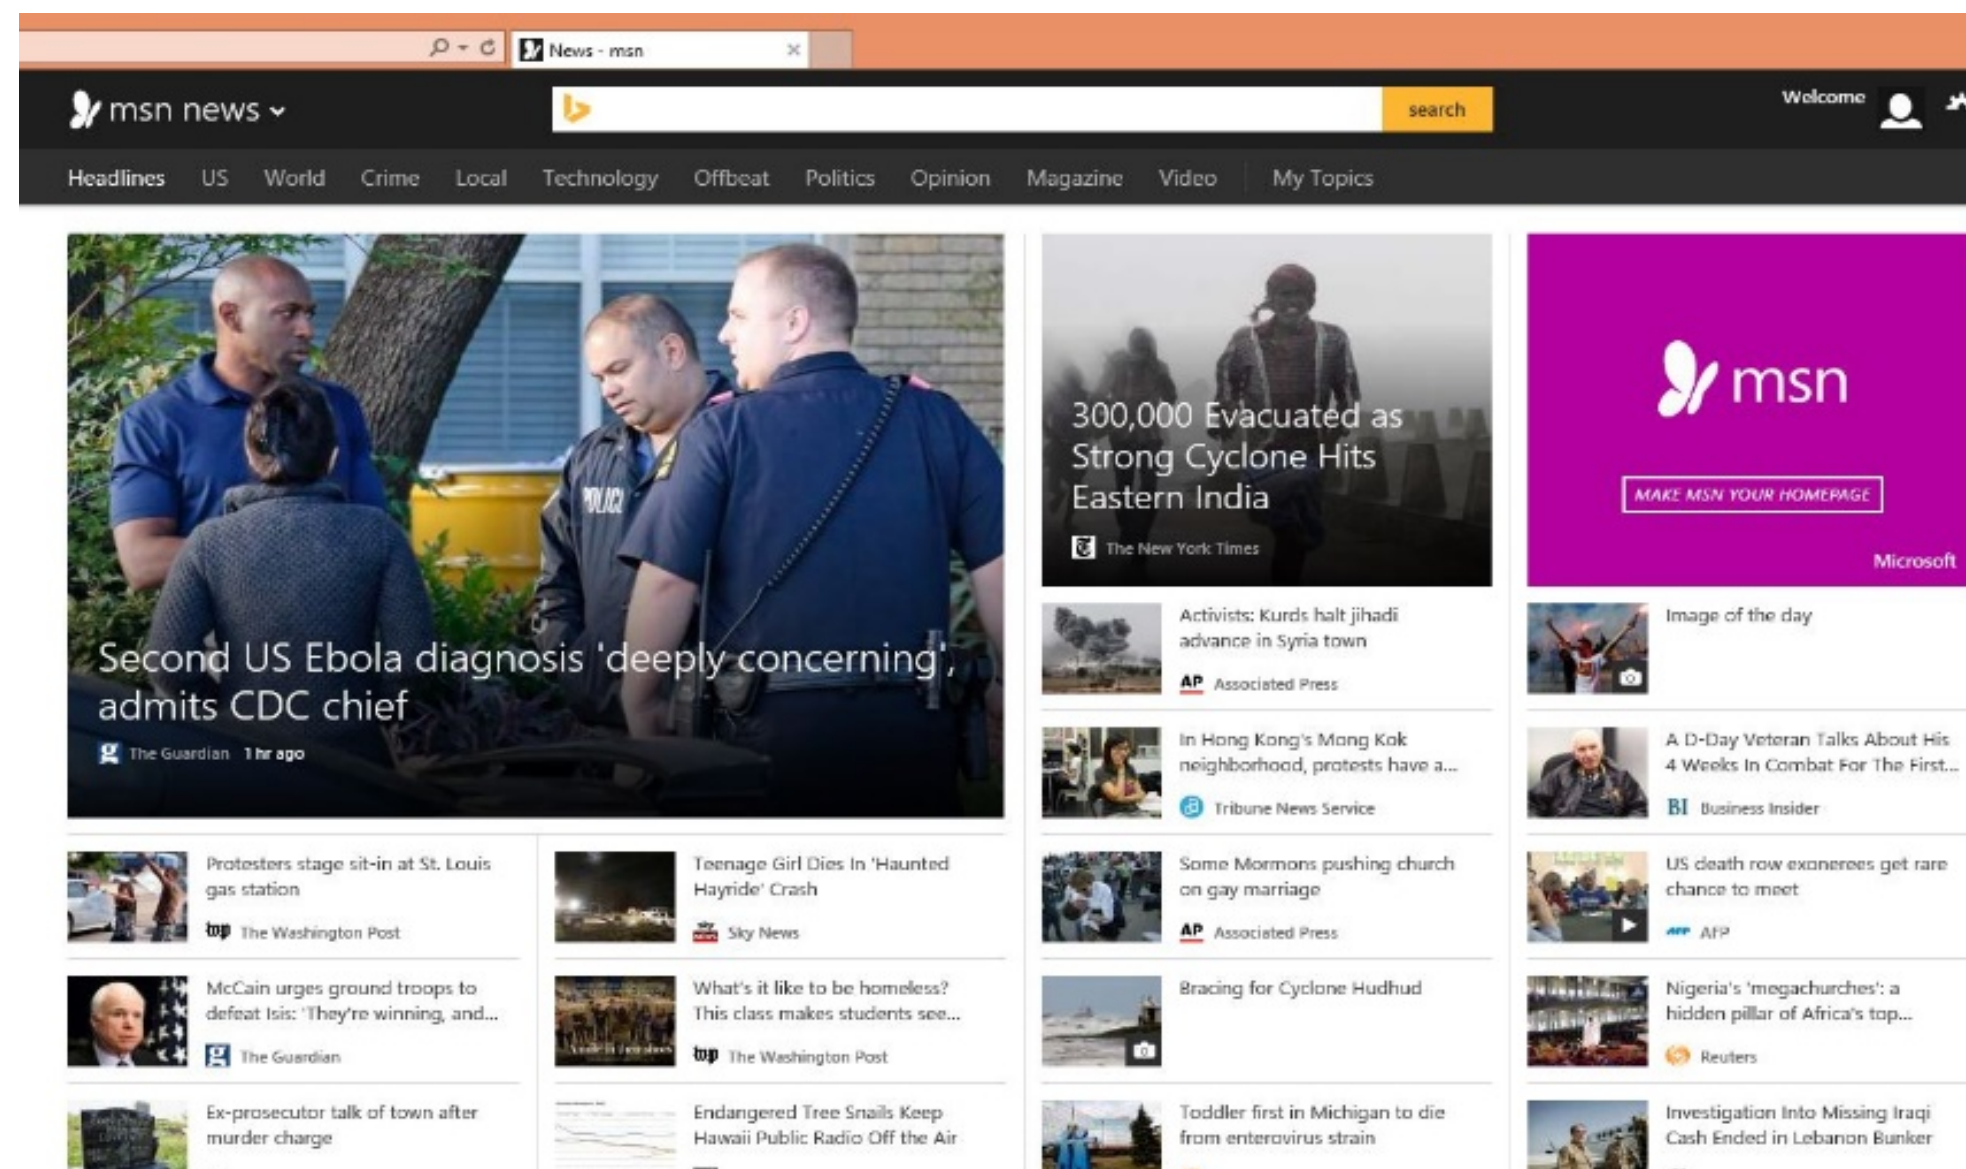 News - msn
msn news
search
Welcome
Headlines US World Crime Local Technology Offbeat Politics Opinion Magazine Video My Topics
POLICE
Second US Ebola diagnosis 'deeply concerning',
admits CDC chief
The Guardian 1 hr ago
300,000 Evacuated as
Strong Cyclone Hits
Eastern India
The New York Times
msn
MAKE MSN YOUR HOMEPAGE
Microsoft
Protesters stage sit-in at St. Louis
gas station
wp The Washington Post
McCain urges ground troops to
defeat Isis: 'They're winning, and...
g The Guardian
Ex-prosecutor talk of town after
murder charge
Teenage Girl Dies In 'Haunted
Hayride' Crash
sky NEWS Sky News
What's it like to be homeless?
This class makes students see...
wp The Washington Post
Endangered Tree Snails Keep
Hawaii Public Radio Off the Air
Activists: Kurds halt jihadi
advance in Syria town
AP Associated Press
In Hong Kong's Mong Kok
neighborhood, protests have a...
Tribune News Service
Some Mormons pushing church
on gay marriage
AP Associated Press
Bracing for Cyclone Hudhud
Toddler first in Michigan to die
from enterovirus strain
Image of the day
A D-Day Veteran Talks About His
4 Weeks In Combat For The First...
BI Business Insider
US death row exonerees get rare
chance to meet
AFP AFP
Nigeria's 'megachurches': a
hidden pillar of Africa's top...
Reuters
Investigation Into Missing Iraqi
Cash Ended in Lebanon Bunker